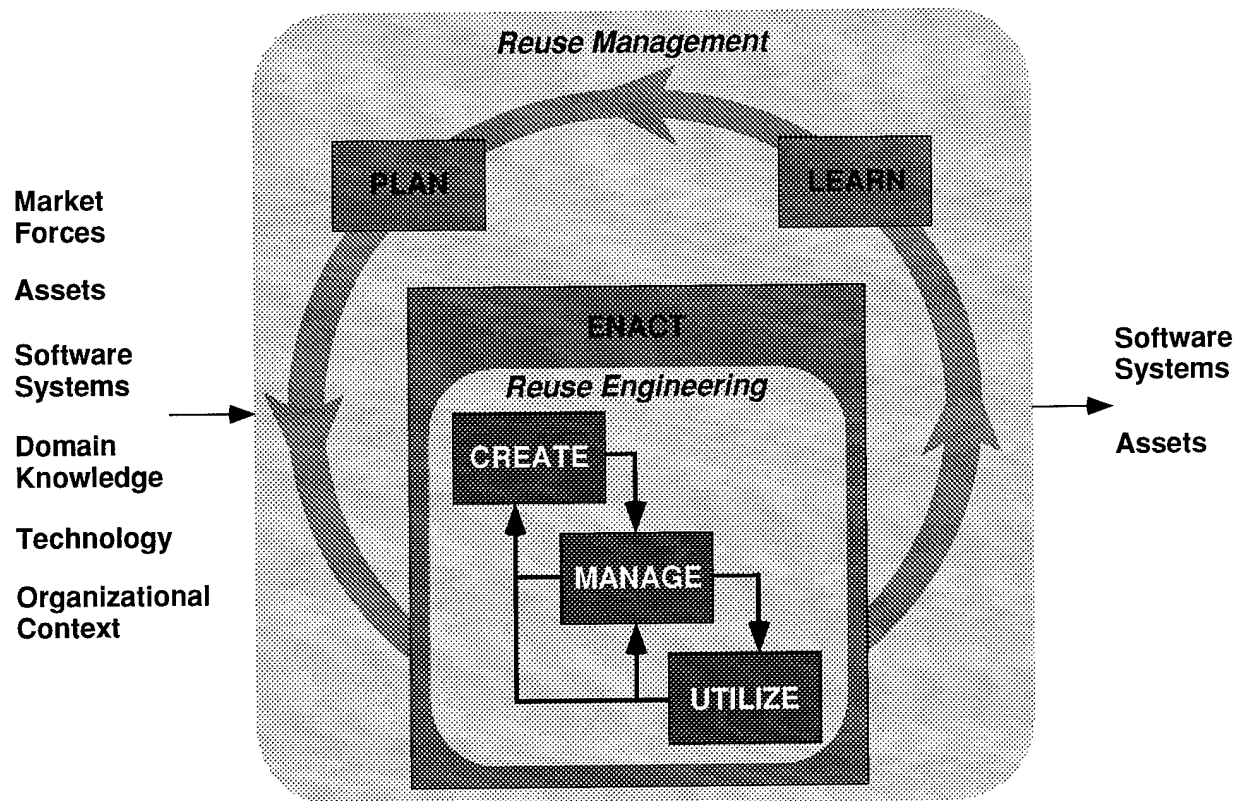 Reuse Management
PLAN
LEARN
Market
Forces
Assets
Software
Systems
Domain
Knowledge
Technology
Organizational
Context
ENACT
Reuse Engineering
CREATE
MANAGE
UTILIZE
Software
Systems
Assets